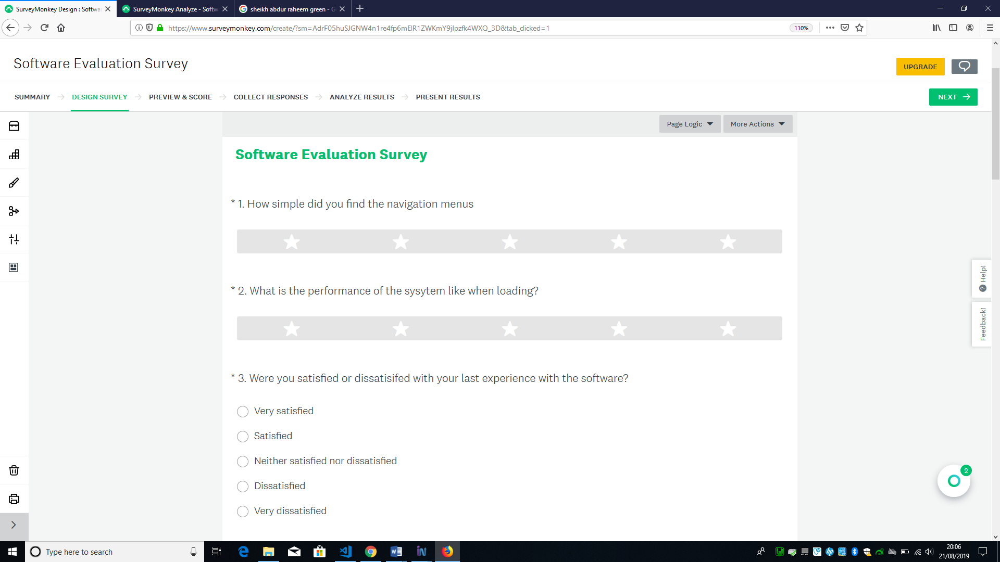 SurveyMonkey Design : Softwa
SurveyMonkey Analyze - Softw
sheikh abdur raheem green - G
https://www.surveymonkey.com/create/?sm=AdrF05huSJGNW4n1re4fp6mElR1ZWKmY9jIpzfk4WXQ_3D&tab_clicked=1
110%
Software Evaluation Survey
UPGRADE
SUMMARY
DESIGN SURVEY
PREVIEW & SCORE
COLLECT RESPONSES
ANALYZE RESULTS
PRESENT RESULTS
NEXT
Page Logic
More Actions
Software Evaluation Survey
* 1. How simple did you find the navigation menus
* 2. What is the performance of the sysytem like when loading?
* 3. Were you satisfied or dissatisifed with your last experience with the software?
Very satisfied
Satisfied
Neither satisfied nor dissatisfied
Dissatisfied
Very dissatisfied
Help!
Feedback!
2
Type here to search
20:06
21/08/2019